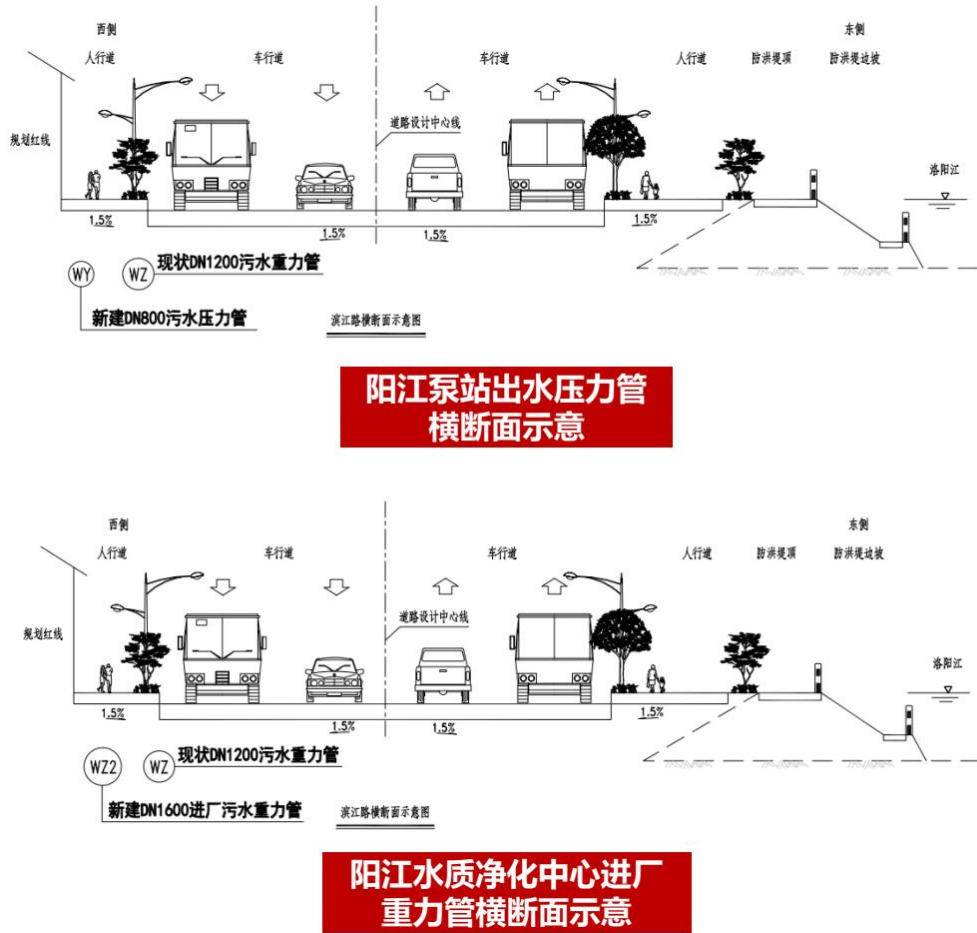 西侧
东侧
人行道
车行道
车行道
人行道
防洪堤顶
防洪堤边坡
道路设计中心线
规划红线
洛阳江
1.5%
1.5%
1.5%
1.5%
WY
WZ
现状DN1200污水重力管
新建DN800污水压力管
滨江路横断面示意图
阳江泵站出水压力管
横断面示意
西侧
东侧
人行道
车行道
车行道
人行道
防洪堤顶
防洪堤边坡
道路设计中心线
规划红线
洛阳江
1.5%
1.5%
1.5%
1.5%
WZ2
WZ
现状DN1200污水重力管
新建DN1600进厂污水重力管
滨江路横断面示意图
阳江水质净化中心进厂
重力管横断面示意